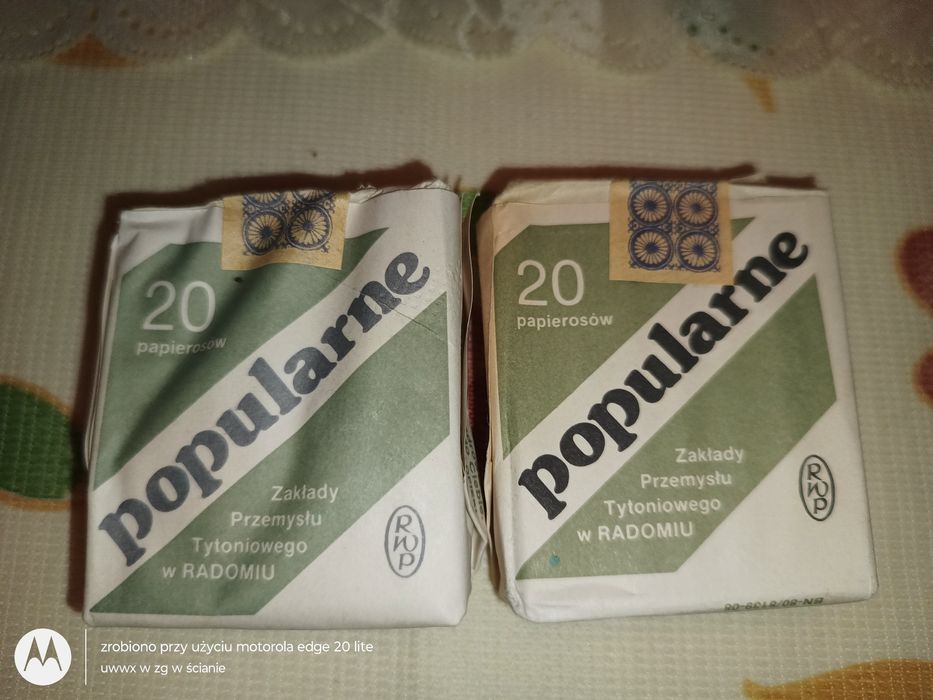 20
papierosów
popularne
Zakłady
Przemysłu
Tytoniowego
w RADOMIU
RWP
20
papierosów
popularne
Zakłady
Przemysłu
Tytoniowego
w RADOMIU
RWP
zrobiono przy użyciu motorola edge 20 lite
uwwx w zg w ścianie